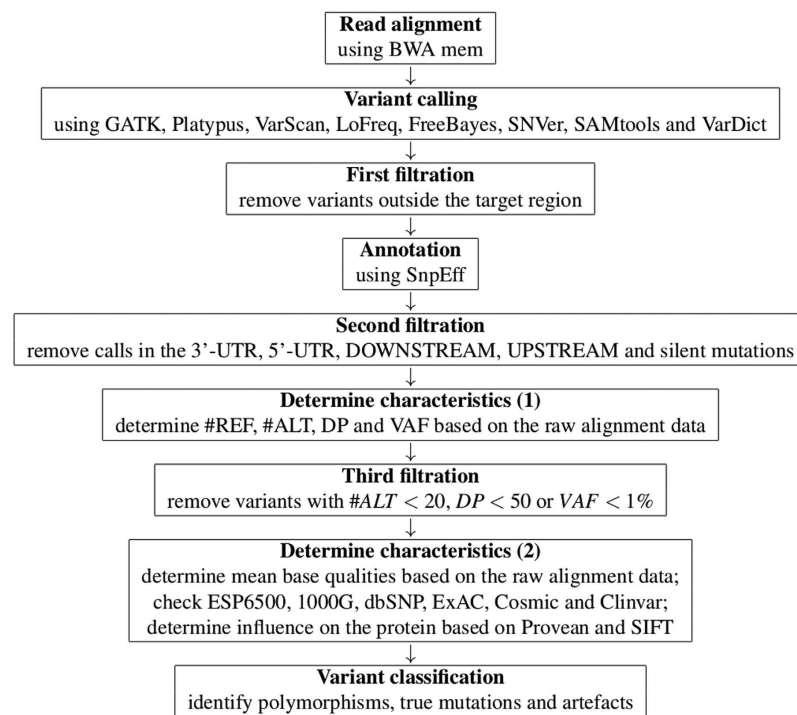 Read alignment
using BWA mem
↓
Variant calling
using GATK, Platypus, VarScan, LoFreq, FreeBayes, SNVer, SAMtools and VarDict
↓
First filtration
remove variants outside the target region
↓
Annotation
using SnpEff
↓
Second filtration
remove calls in the 3’-UTR, 5’-UTR, DOWNSTREAM, UPSTREAM and silent mutations
↓
Determine characteristics (1)
determine #REF, #ALT, DP and VAF based on the raw alignment data
↓
Third filtration
remove variants with #ALT < 20, DP < 50 or VAF < 1%
↓
Determine characteristics (2)
determine mean base qualities based on the raw alignment data;
check ESP6500, 1000G, dbSNP, ExAC, Cosmic and Clinvar;
determine influence on the protein based on Provean and SIFT
↓
Variant classification
identify polymorphisms, true mutations and artefacts